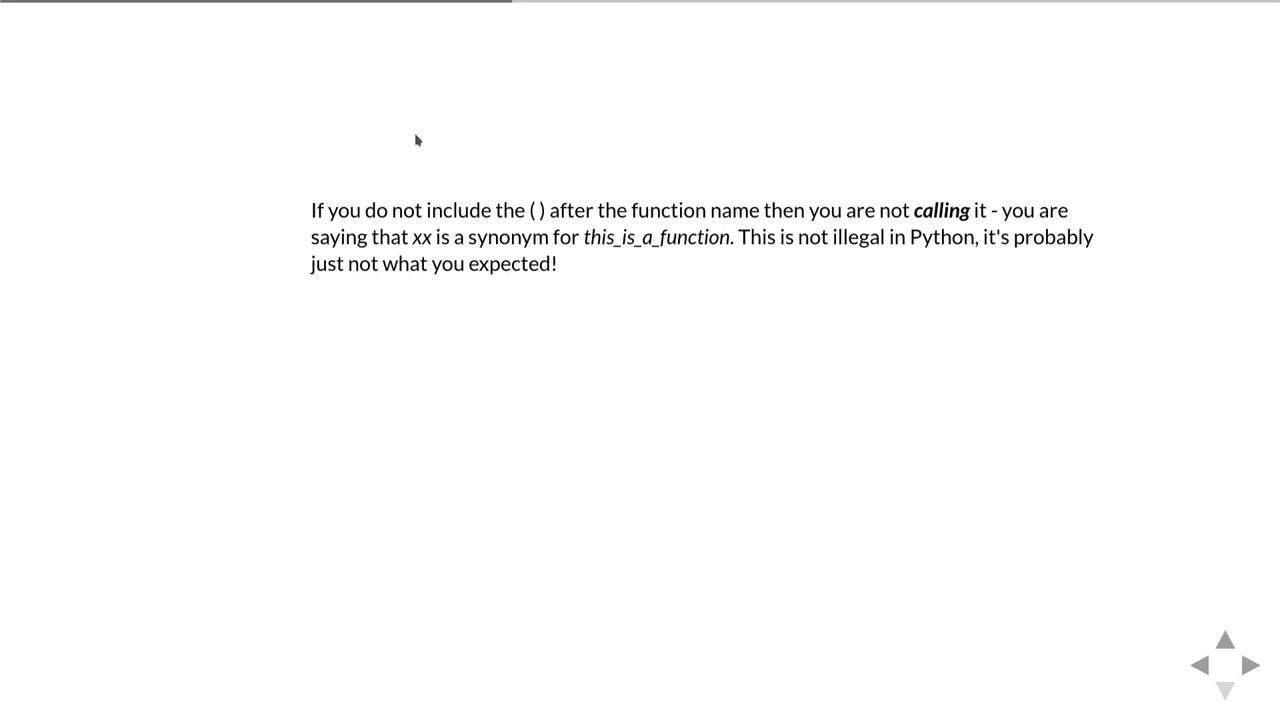 If you do not include the ( ) after the function name then you are not calling it - you are
saying that xx is a synonym for this_is_a_function. This is not illegal in Python, it's probably
just not what you expected!